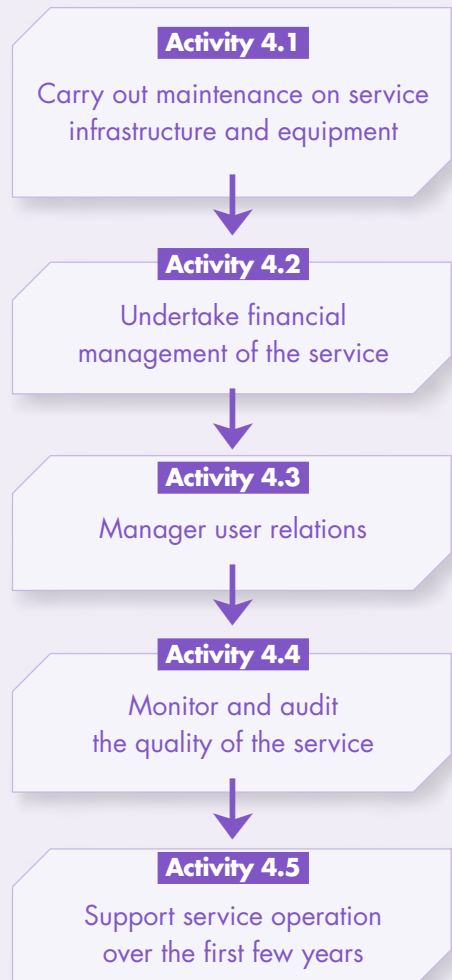 Activity 4.1
Carry out maintenance on service
infrastructure and equipment
Activity 4.2
Undertake financial
management of the service
Activity 4.3
Manager user relations
Activity 4.4
Monitor and audit
the quality of the service
Activity 4.5
Support service operation
over the first few years